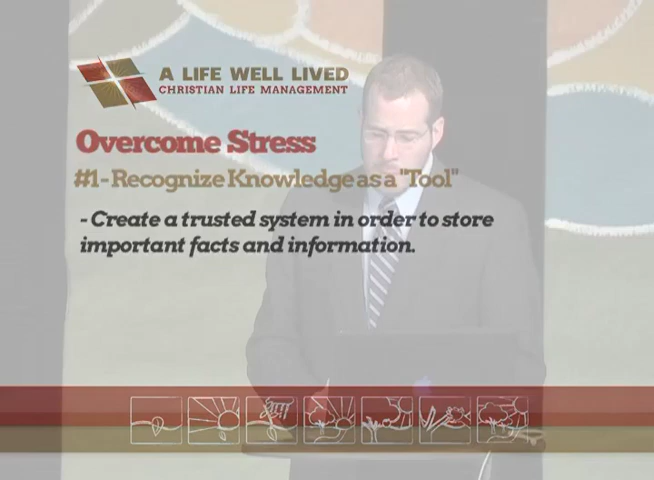 A LIFE WELL LIVED
CHRISTIAN LIFE MANAGEMENT
Overcome Stress
#1- Recognize Knowledge as a "Tool"
- Create a trusted system in order to store
important facts and information.